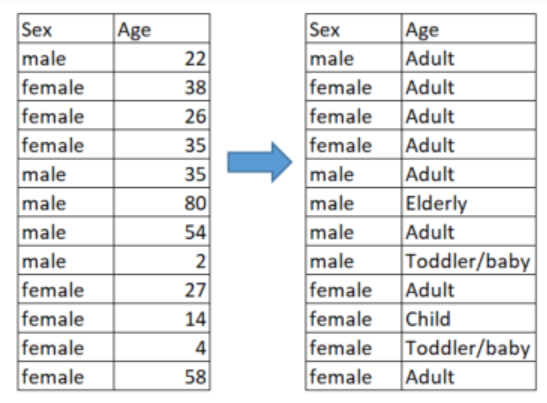 Sex Age Sex Age
male 22 male Adult
female 38 female Adult
female 26 female Adult
female 35 female Adult
male 35 male Adult
male 80 male Elderly
male 54 male Adult
male 2 male Toddler/baby
female 27 female Adult
female 14 female Child
female 4 female Toddler/baby
female 58 female Adult